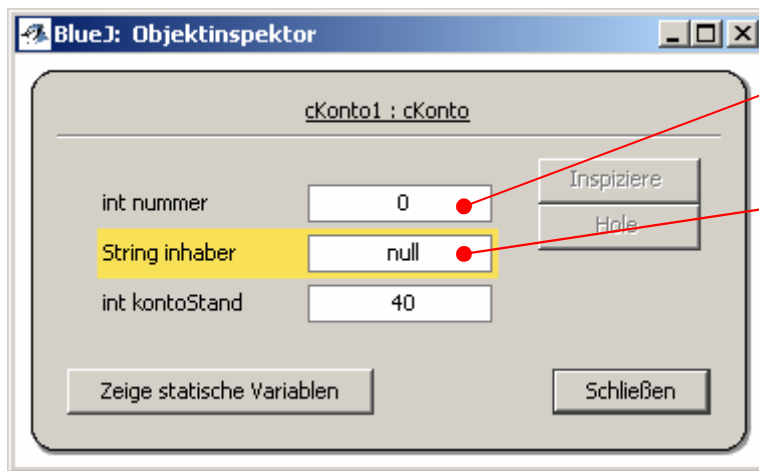 BlueJ: Objektinspektor
cKonto1 : cKonto
int nummer 0 Inspiziere
String inhaber null Hole
int kontoStand 40
Zeige statische Variablen Schließen